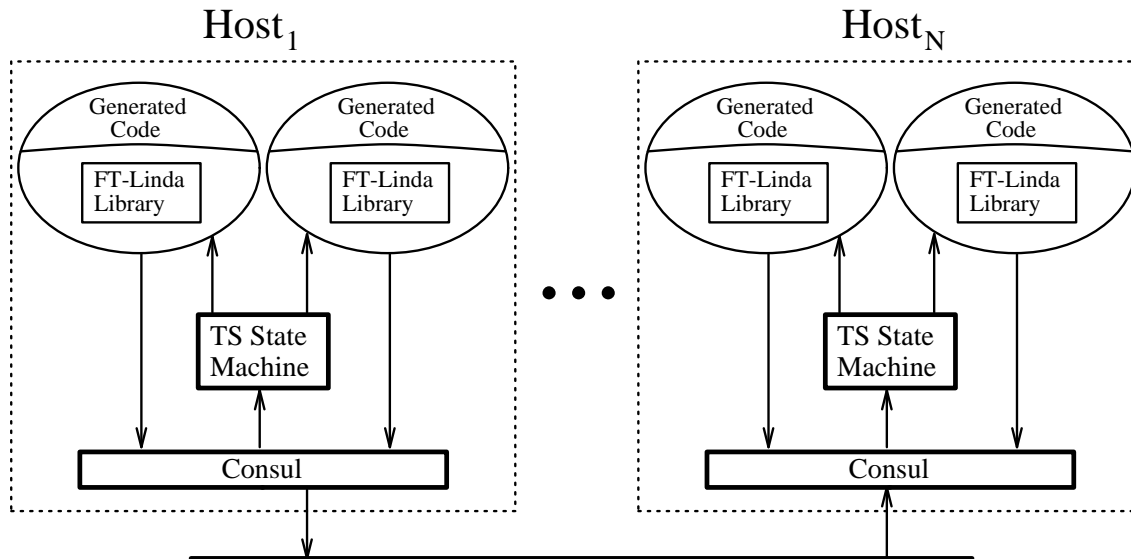 Host1
HostN
Generated
Code
Generated
Code
Generated
Code
Generated
Code
FT-Linda
Library
FT-Linda
Library
FT-Linda
Library
FT-Linda
Library
TS State
Machine
TS State
Machine
Consul
Consul